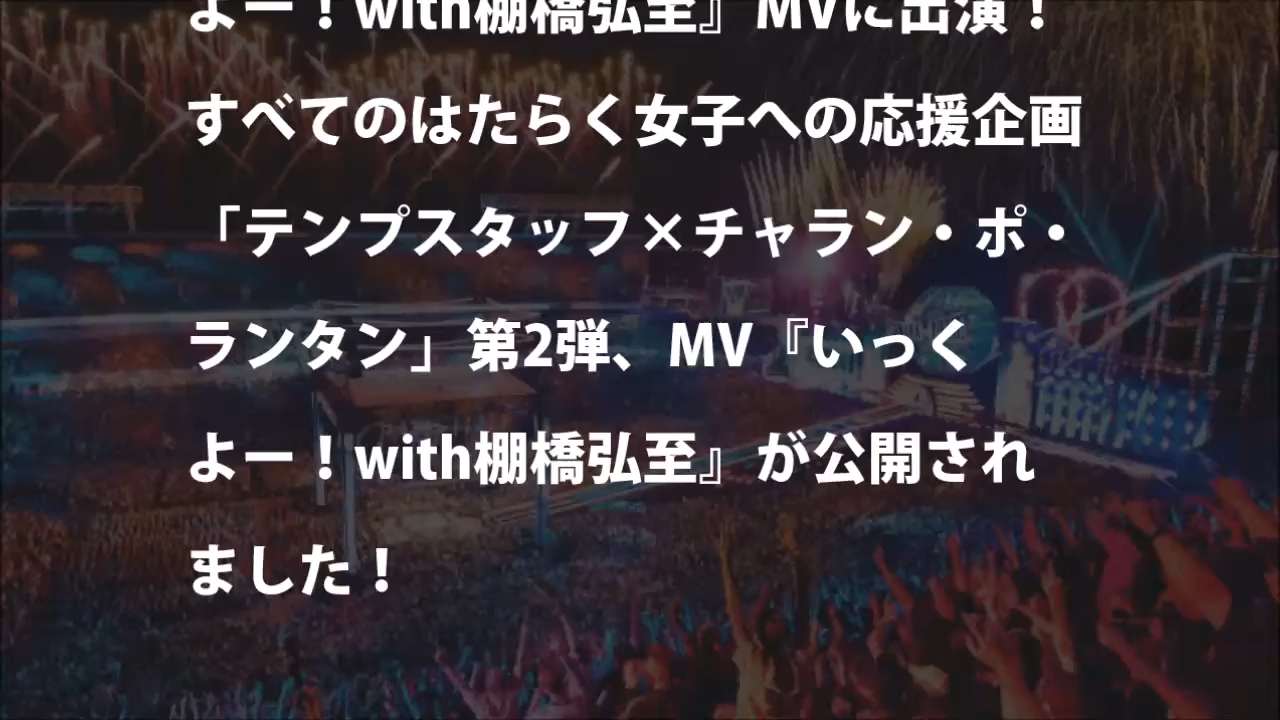 よー！with棚橋弘至』MVに出演！
すべてのはたらく女子への応援企画
「テンプスタッフ×チャラン・ポ・
ランタン」第2弾、MV『いっく
よー！with棚橋弘至』が公開され
ました！